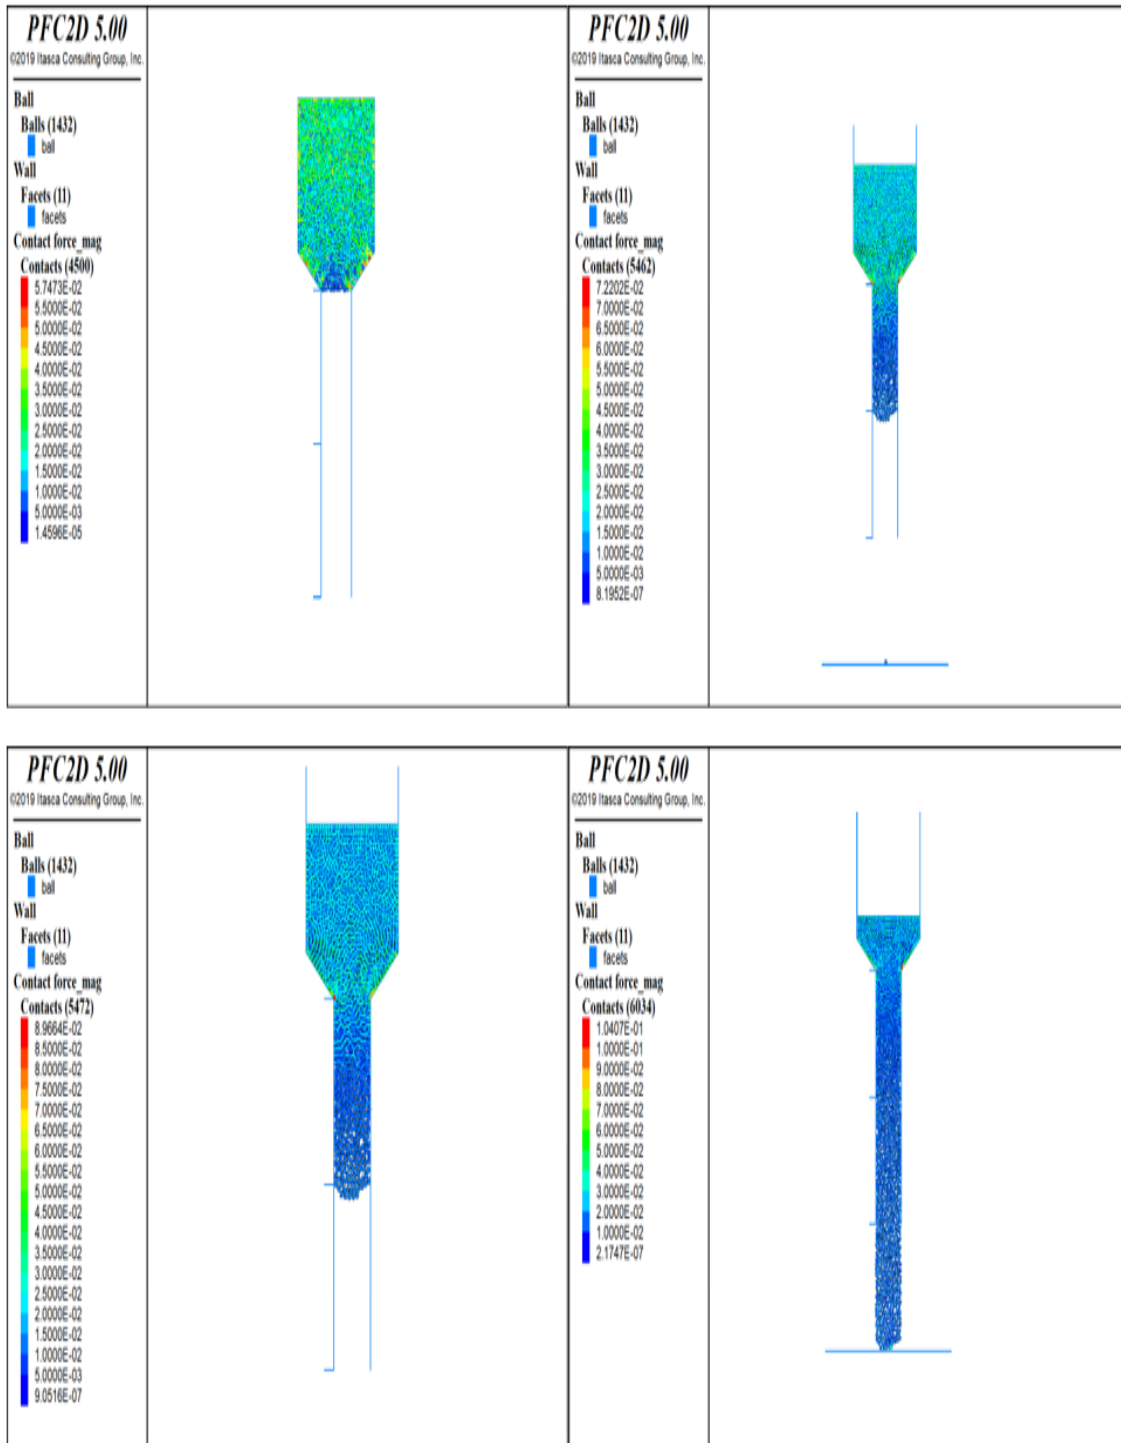 PFC2D 5.00
©2019 Itasca Consulting Group, Inc.
Ball
Balls (1432)
ball
Wall
Facets (11)
facets
Contact force_mag
Contacts (4500)
5.7473E-02
5.5000E-02
5.0000E-02
4.5000E-02
4.0000E-02
3.5000E-02
3.0000E-02
2.5000E-02
2.0000E-02
1.5000E-02
1.0000E-02
5.0000E-03
1.4596E-05
PFC2D 5.00
©2019 Itasca Consulting Group, Inc.
Ball
Balls (1432)
ball
Wall
Facets (11)
facets
Contact force_mag
Contacts (5462)
7.2202E-02
7.0000E-02
6.5000E-02
6.0000E-02
5.5000E-02
5.0000E-02
4.5000E-02
4.0000E-02
3.5000E-02
3.0000E-02
2.5000E-02
2.0000E-02
1.5000E-02
1.0000E-02
5.0000E-03
8.1952E-07
PFC2D 5.00
©2019 Itasca Consulting Group, Inc.
Ball
Balls (1432)
ball
Wall
Facets (11)
facets
Contact force_mag
Contacts (5472)
8.9664E-02
8.5000E-02
8.0000E-02
7.5000E-02
7.0000E-02
6.5000E-02
6.0000E-02
5.5000E-02
5.0000E-02
4.5000E-02
4.0000E-02
3.5000E-02
3.0000E-02
2.5000E-02
2.0000E-02
1.5000E-02
1.0000E-02
5.0000E-03
9.0516E-07
PFC2D 5.00
©2019 Itasca Consulting Group, Inc.
Ball
Balls (1432)
ball
Wall
Facets (11)
facets
Contact force_mag
Contacts (6034)
1.0407E-01
1.0000E-01
9.0000E-02
8.0000E-02
7.0000E-02
6.0000E-02
5.0000E-02
4.0000E-02
3.0000E-02
2.0000E-02
1.0000E-02
2.1747E-07